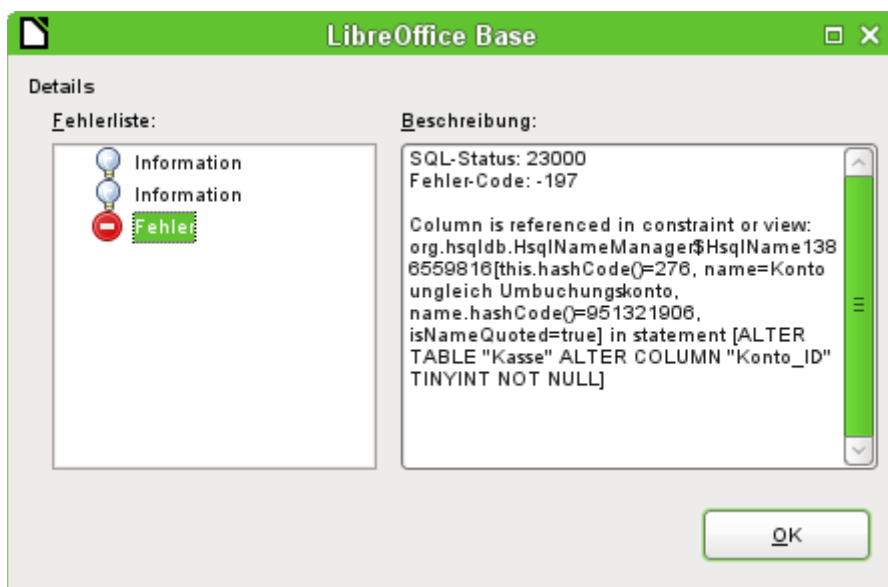 LibreOffice Base
Details
Fehlerliste:
Beschreibung:
Information
Information
Fehler
SQL-Status: 23000
Fehler-Code: -197
Column is referenced in constraint or view:
org.hsqldb.HsqlNameManager$HsqlName138
6559816[this.hashCode()=276, name=Konto
ungleich Umbuchungskonto,
name.hashCode()=951321906,
isNameQuoted=true] in statement [ALTER
TABLE "Kasse" ALTER COLUMN "Konto_ID"
TINYINT NOT NULL]
OK